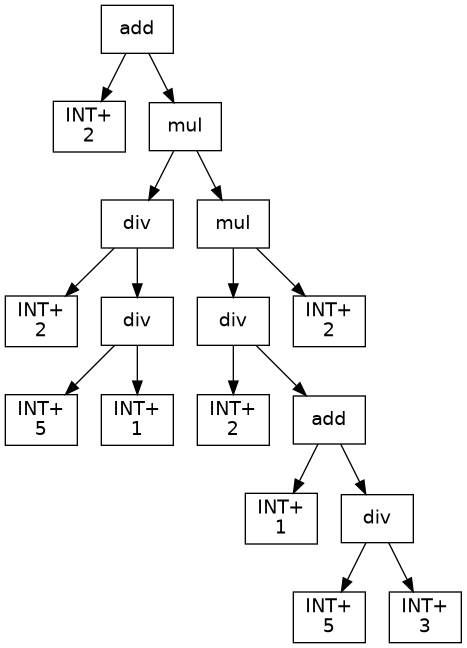 add
INT+
2
mul
div
mul
INT+
2
div
div
INT+
2
INT+
5
INT+
1
INT+
2
add
INT+
1
div
INT+
5
INT+
3